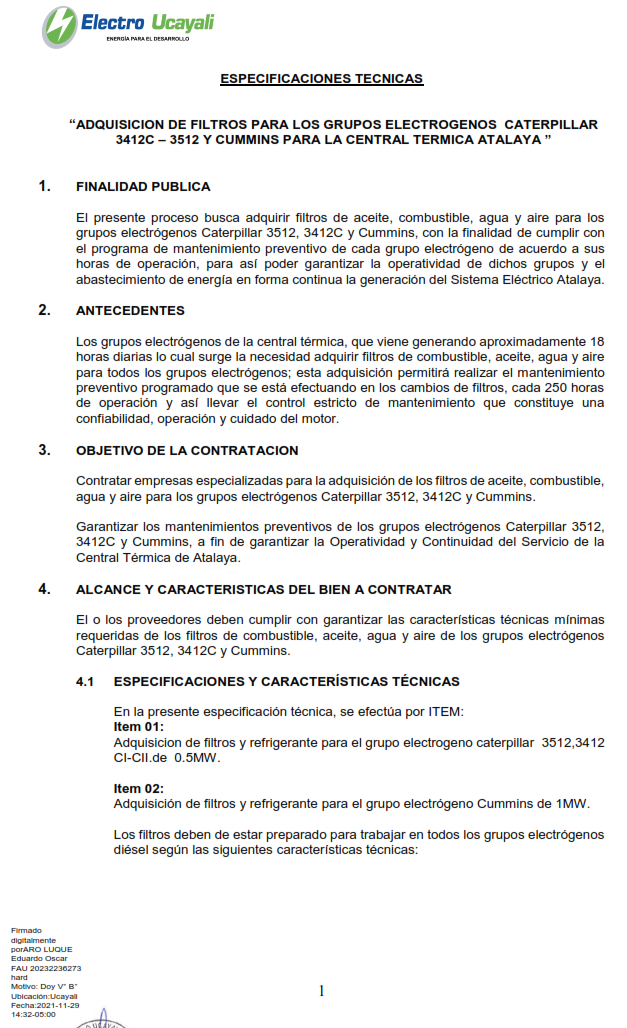 Electro Ucayali
ENERGÍA PARA EL DESARROLLO
ESPECIFICACIONES TECNICAS
“ADQUISICION DE FILTROS PARA LOS GRUPOS ELECTROGENOS CATERPILLAR
3412C – 3512 Y CUMMINS PARA LA CENTRAL TERMICA ATALAYA ”
1. FINALIDAD PUBLICA
El presente proceso busca adquirir filtros de aceite, combustible, agua y aire para los
grupos electrógenos Caterpillar 3512, 3412C y Cummins, con la finalidad de cumplir con
el programa de mantenimiento preventivo de cada grupo electrógeno de acuerdo a sus
horas de operación, para así poder garantizar la operatividad de dichos grupos y el
abastecimiento de energía en forma continua la generación del Sistema Eléctrico Atalaya.
2. ANTECEDENTES
Los grupos electrógenos de la central térmica, que viene generando aproximadamente 18
horas diarias lo cual surge la necesidad adquirir filtros de combustible, aceite, agua y aire
para todos los grupos electrógenos; esta adquisición permitirá realizar el mantenimiento
preventivo programado que se está efectuando en los cambios de filtros, cada 250 horas
de operación y así llevar el control estricto de mantenimiento que constituye una
confiabilidad, operación y cuidado del motor.
3. OBJETIVO DE LA CONTRATACION
Contratar empresas especializadas para la adquisición de los filtros de aceite, combustible,
agua y aire para los grupos electrógenos Caterpillar 3512, 3412C y Cummins.
Garantizar los mantenimientos preventivos de los grupos electrógenos Caterpillar 3512,
3412C y Cummins, a fin de garantizar la Operatividad y Continuidad del Servicio de la
Central Térmica de Atalaya.
4. ALCANCE Y CARACTERISTICAS DEL BIEN A CONTRATAR
El o los proveedores deben cumplir con garantizar las características técnicas mínimas
requeridas de los filtros de combustible, aceite, agua y aire de los grupos electrógenos
Caterpillar 3512, 3412C y Cummins.
4.1 ESPECIFICACIONES Y CARACTERÍSTICAS TÉCNICAS
En la presente especificación técnica, se efectúa por ITEM:
Item 01:
Adquisicion de filtros y refrigerante para el grupo electrogeno caterpillar 3512,3412
CI-CII.de 0.5MW.
Item 02:
Adquisición de filtros y refrigerante para el grupo electrógeno Cummins de 1MW.
Los filtros deben de estar preparado para trabajar en todos los grupos electrógenos
diésel según las siguientes características técnicas:
Firmado
digitalmente
porARO LUQUE
Eduardo Oscar
FAU 20232236273
hard
Motivo: Doy V° B°
Ubicación:Ucayali
Fecha:2021-11-29
14:32-05:00
1